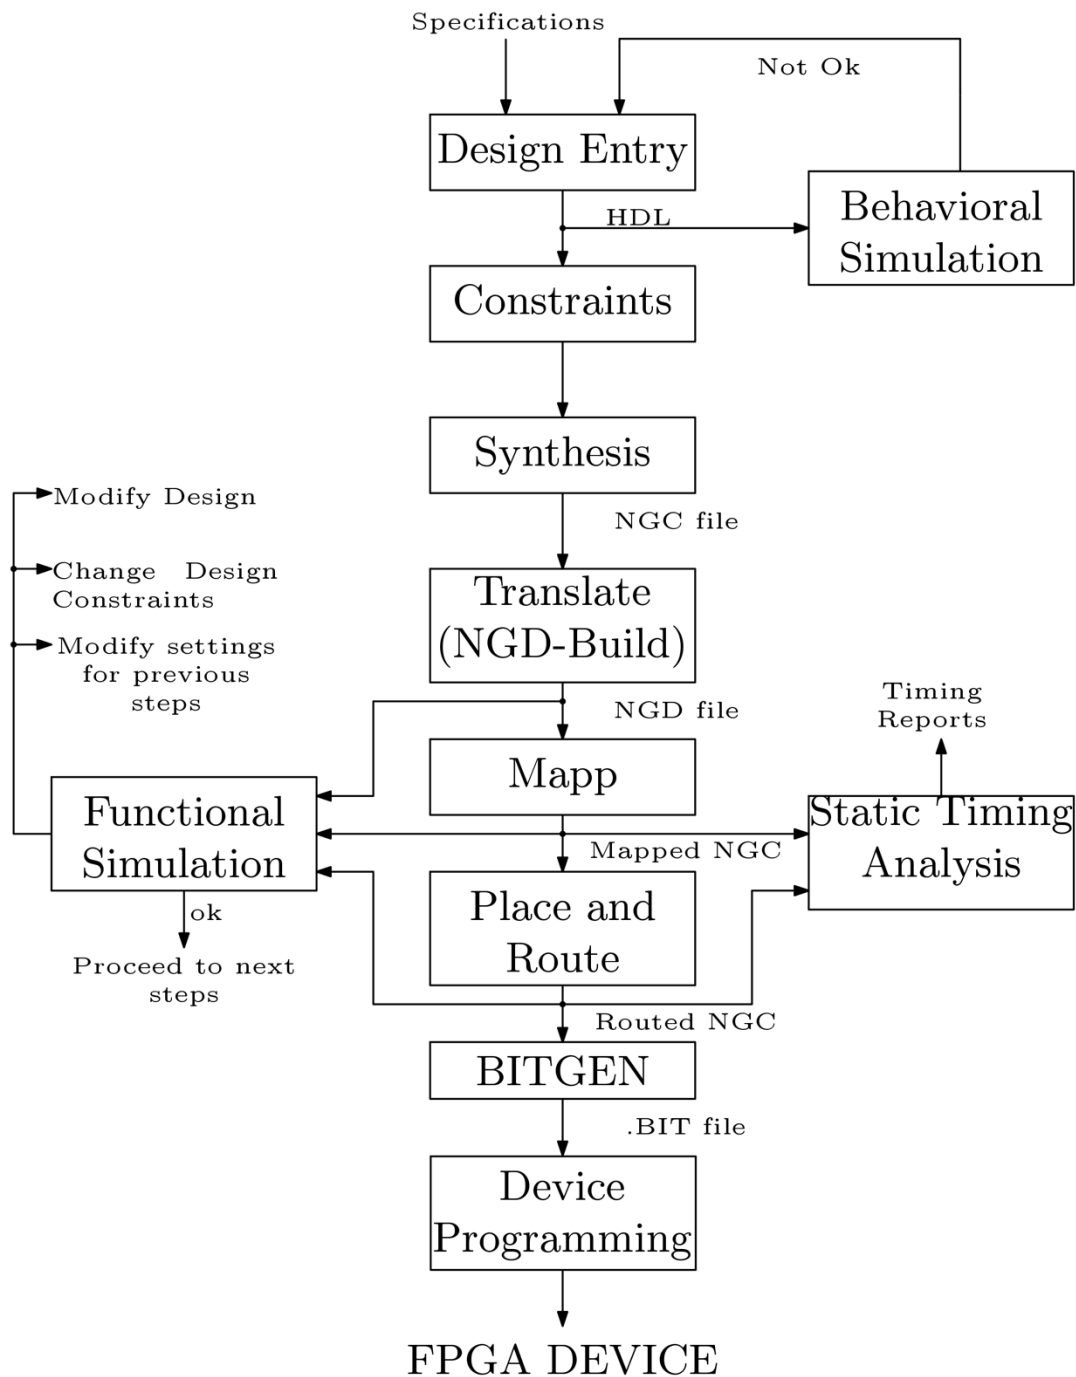 Specifications
Not Ok
Design Entry
Behavioral
Simulation
HDL
Constraints
Synthesis
Modify Design
NGC file
Change Design
Constraints
Translate
(NGD-Build)
Modify settings
for previous
steps
Timing
Reports
NGD file
Mapp
Functional
Simulation
Static Timing
Analysis
Mapped NGC
ok
Place and
Route
Proceed to next
steps
Routed NGC
BITGEN
.BIT file
Device
Programming
FPGA DEVICE